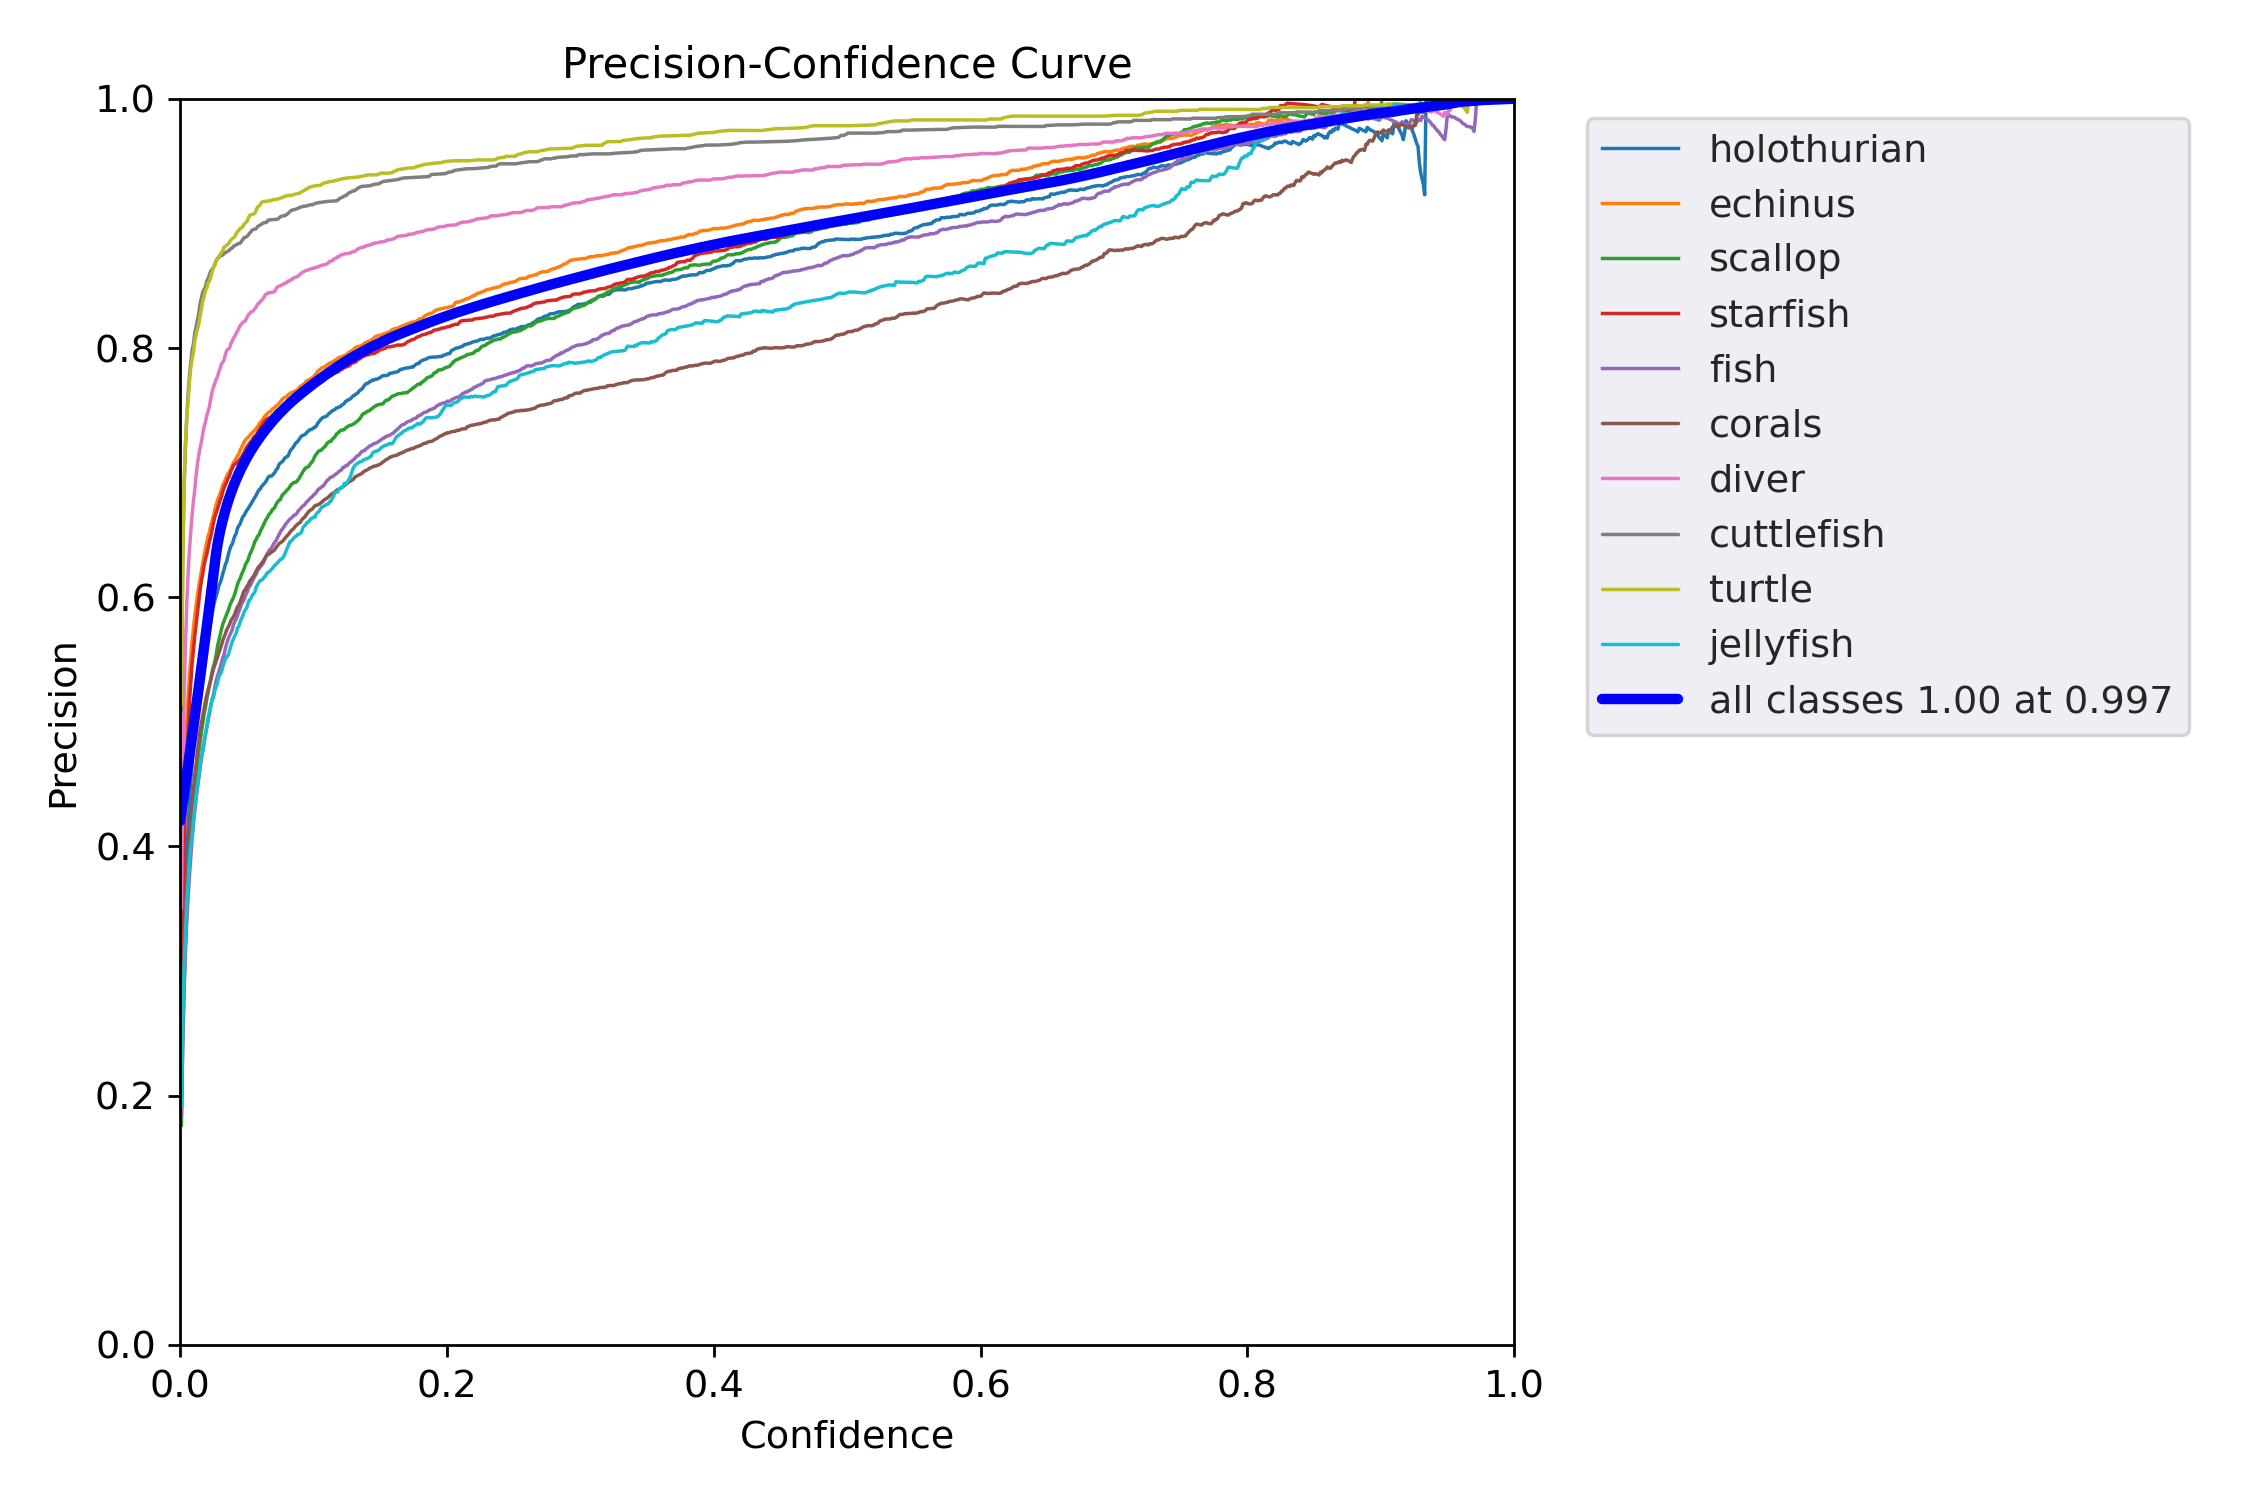 Precision-Confidence Curve
1.0
0.8
0.6
0.4
0.2
0.0
Precision
0.0 0.2 0.4 0.6 0.8 1.0
Confidence
holothurian
echinus
scallop
starfish
fish
corals
diver
cuttlefish
turtle
jellyfish
all classes 1.00 at 0.997